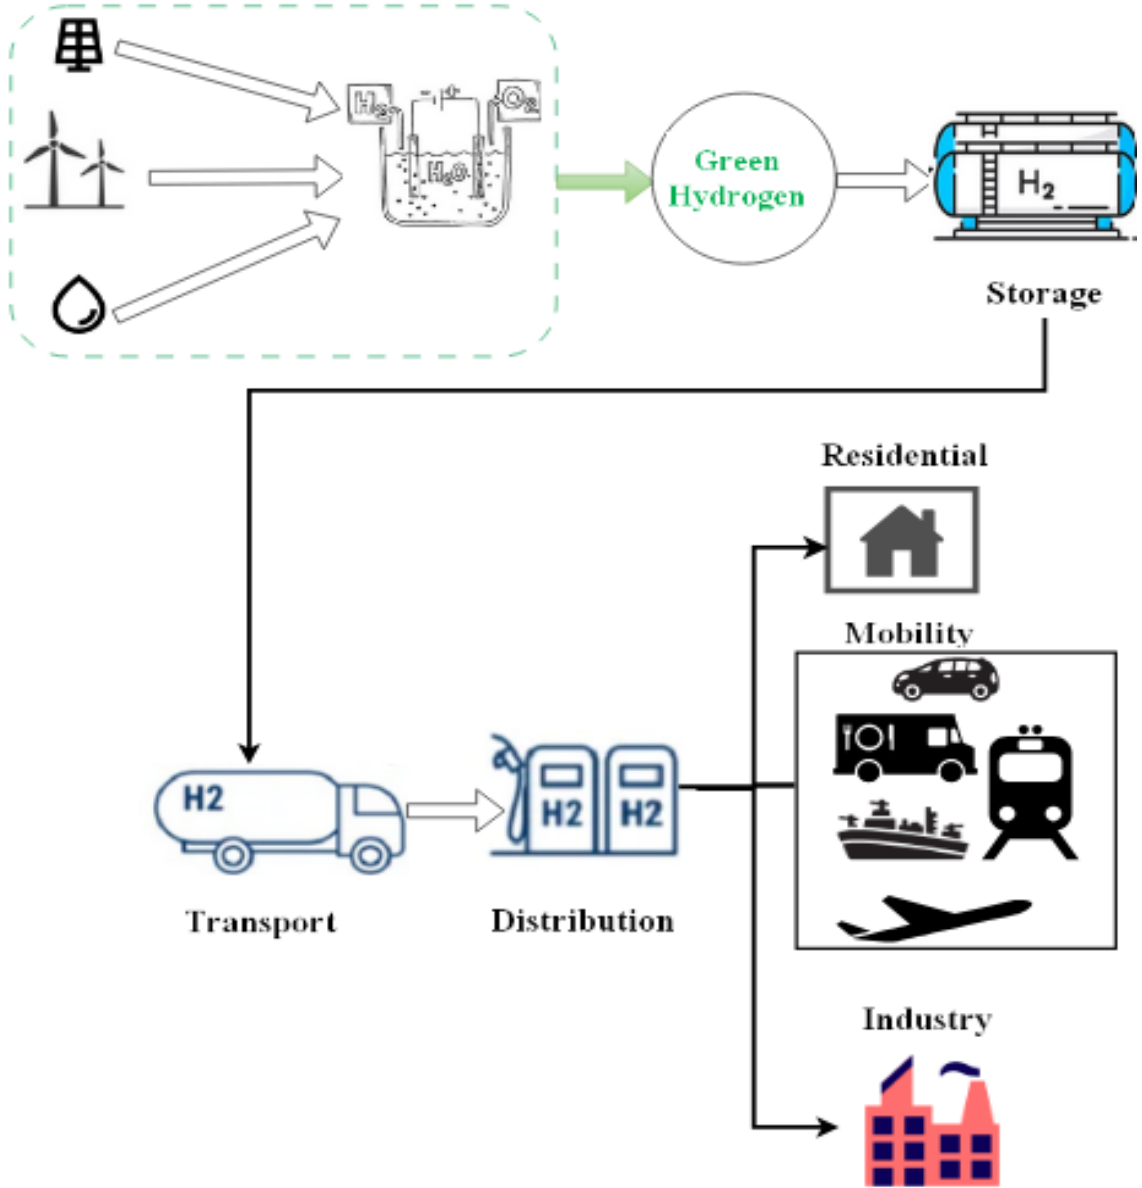 H₂
- +
O₂
H₂O
Green
Hydrogen
H₂
Storage
Residential
Mobility
H2
H2
H2
Transport
Distribution
Industry